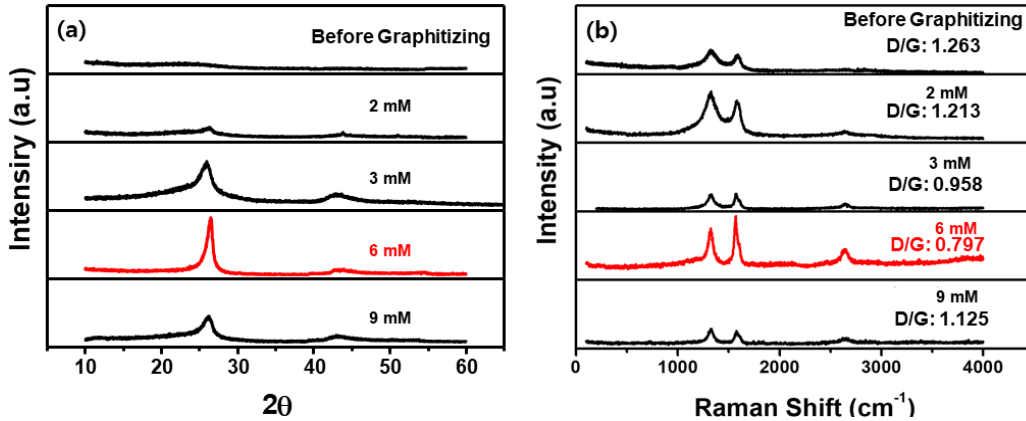 (a)
Before Graphitizing
2 mM
3 mM
6 mM
9 mM
Intensiry (a.u)
10 20 30 40 50 60
2θ
(b)
Before Graphitizing
D/G: 1.263
2 mM
D/G: 1.213
3 mM
D/G: 0.958
6 mM
D/G: 0.797
9 mM
D/G: 1.125
Intensity (a.u)
0 1000 2000 3000 4000
Raman Shift (cm⁻¹)